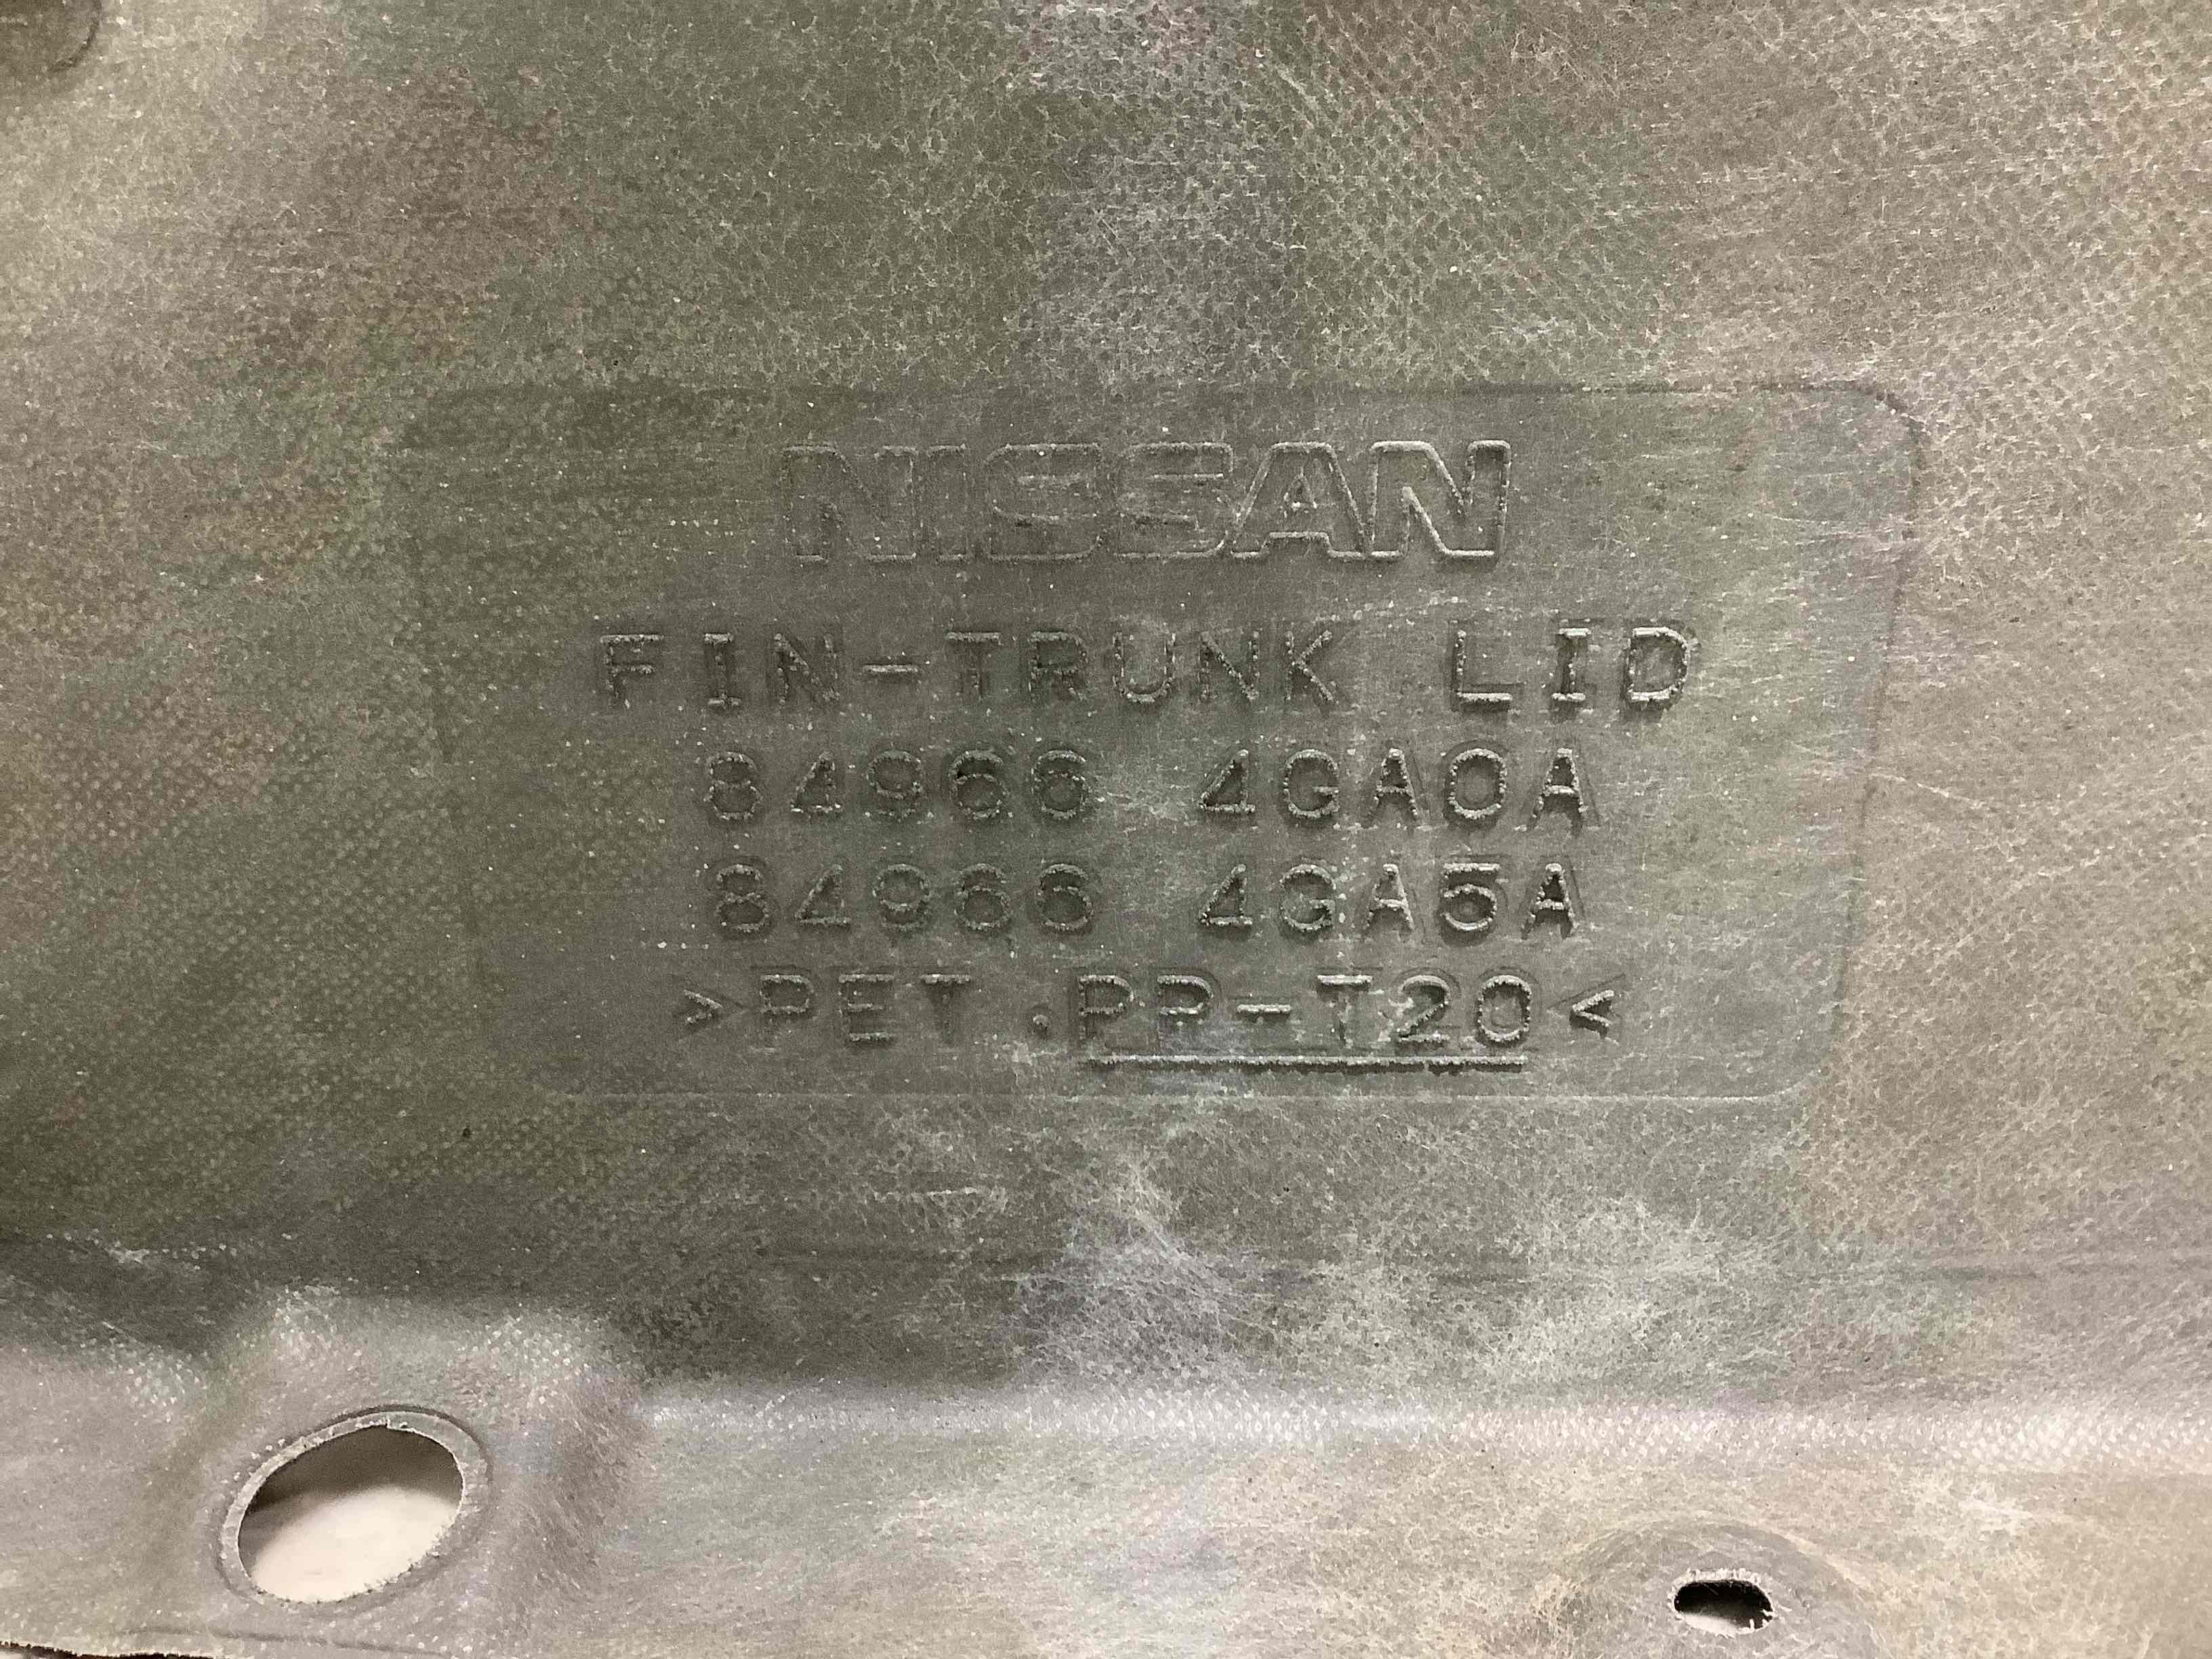 NISSAN
FIN-TRUNK LID
84966 4GA0A
84966 4GA5A
>PET·PP-T20<